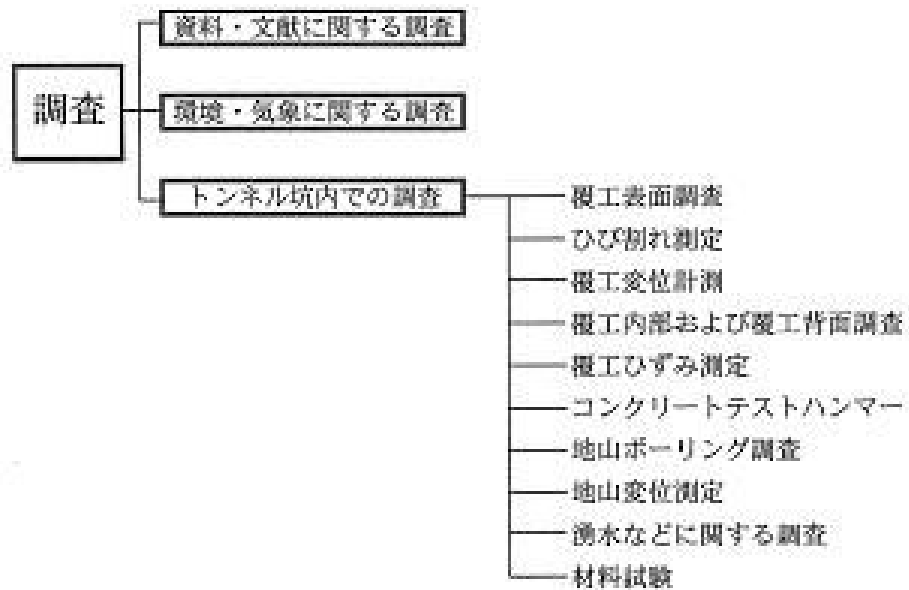 資料・文献に関する調査
調査
環境・気象に関する調査
トンネル坑内での調査
覆工表面調査
ひび割れ測定
覆工変位計測
覆工内部および覆工背面調査
覆工ひずみ測定
コンクリートテストハンマー
地山ボーリング調査
地山変位測定
湧水などに関する調査
材料試験